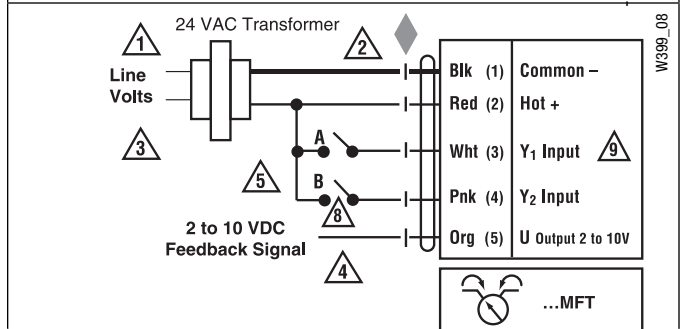 24 VAC Transformer
W399_08
1
2
Line
Volts
3
Blk (1) Common –
Red (2) Hot +
A
Wht (3) Y1 Input
9
5
B
Pnk (4) Y2 Input
8
2 to 10 VDC
Feedback Signal
4
Org (5) U Output 2 to 10V
...MFT